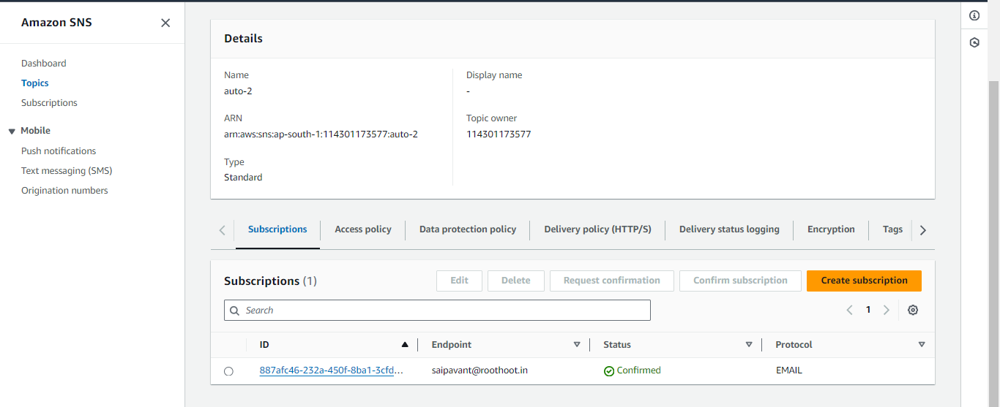 Amazon SNS
Dashboard
Topics
Subscriptions
Mobile
Push notifications
Text messaging (SMS)
Origination numbers
Details
Name
auto-2
Display name
-
ARN
arn:aws:sns:ap-south-1:114301173577:auto-2
Topic owner
114301173577
Type
Standard
Subscriptions Access policy Data protection policy Delivery policy (HTTP/S) Delivery status logging Encryption Tags
Subscriptions (1) Edit Delete Request confirmation Confirm subscription Create subscription
Search 1
ID Endpoint Status Protocol
887afc46-232a-450f-8ba1-3cfd... saipavant@roothoot.in Confirmed EMAIL